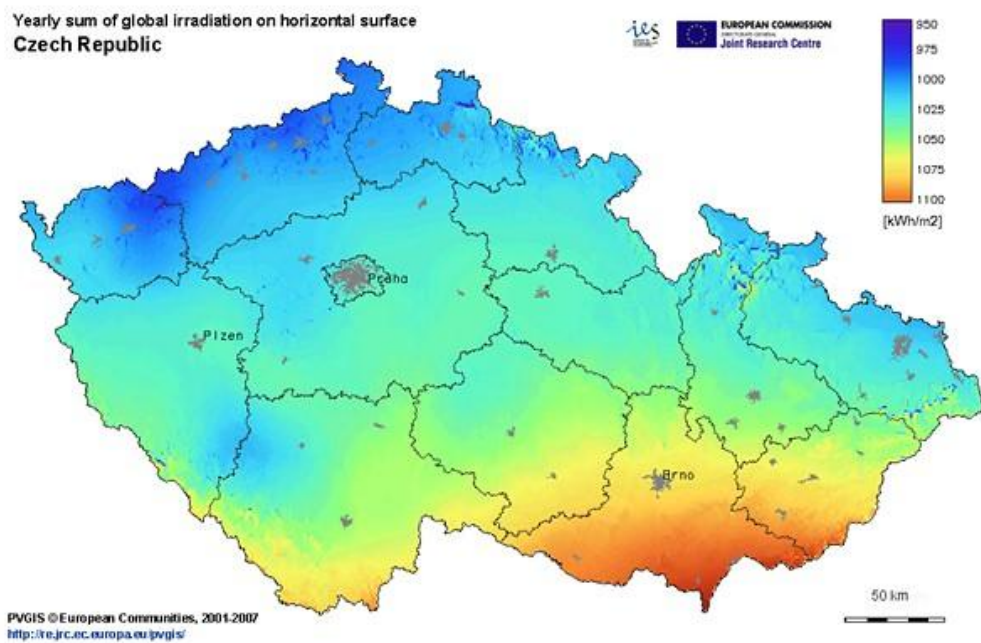 Yearly sum of global irradiation on horizontal surface
Czech Republic
ies
EUROPEAN COMMISSION
DIRECTORATE-GENERAL
Joint Research Centre
950
975
1000
1025
1050
1075
1100
[kWh/m2]
Praha
Plzen
Brno
50 km
PVGIS © European Communities, 2001-2007
http://re.jrc.ec.europa.eu/pvgis/